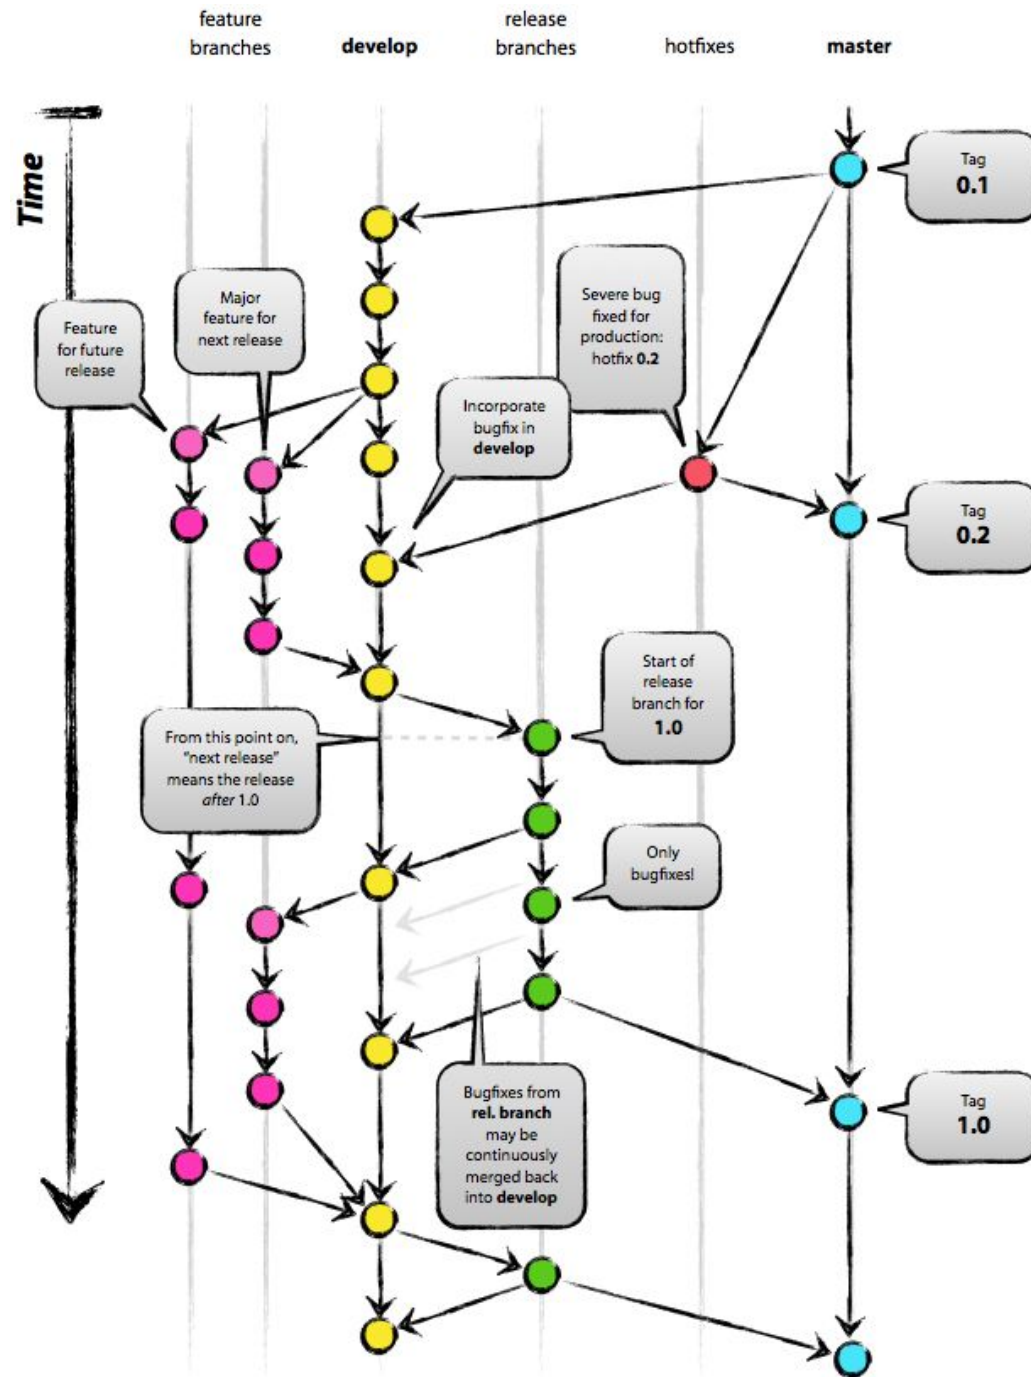 feature
branches
develop
release
branches
hotfixes
master
Time
Tag
0.1
Feature
for future
release
Major
feature for
next release
Severe bug
fixed for
production:
hotfix 0.2
Incorporate
bugfix in
develop
Tag
0.2
Start of
release
branch for
1.0
From this point on,
“next release”
means the release
after 1.0
Only
bugfixes!
Bugfixes from
rel. branch
may be
continuously
merged back
into develop
Tag
1.0